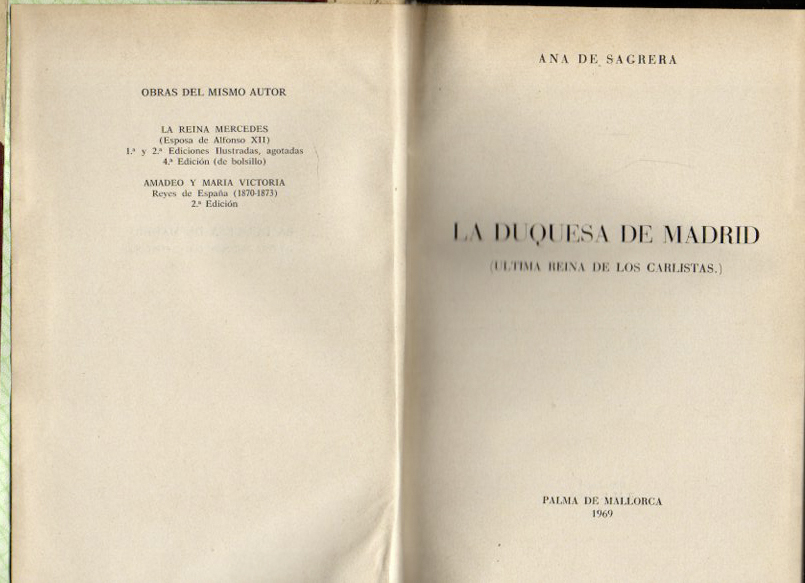 OBRAS DEL MISMO AUTOR
LA REINA MERCEDES
(Esposa de Alfonso XII)
1.ª y 2.ª Ediciones Ilustradas, agotadas
4.ª Edición (de bolsillo)
AMADEO Y MARIA VICTORIA
Reyes de España (1870-1873)
2.ª Edición
ANA DE SAGRERA
LA DUQUESA DE MADRID
(ULTIMA REINA DE LOS CARLISTAS.)
PALMA DE MALLORCA
1969